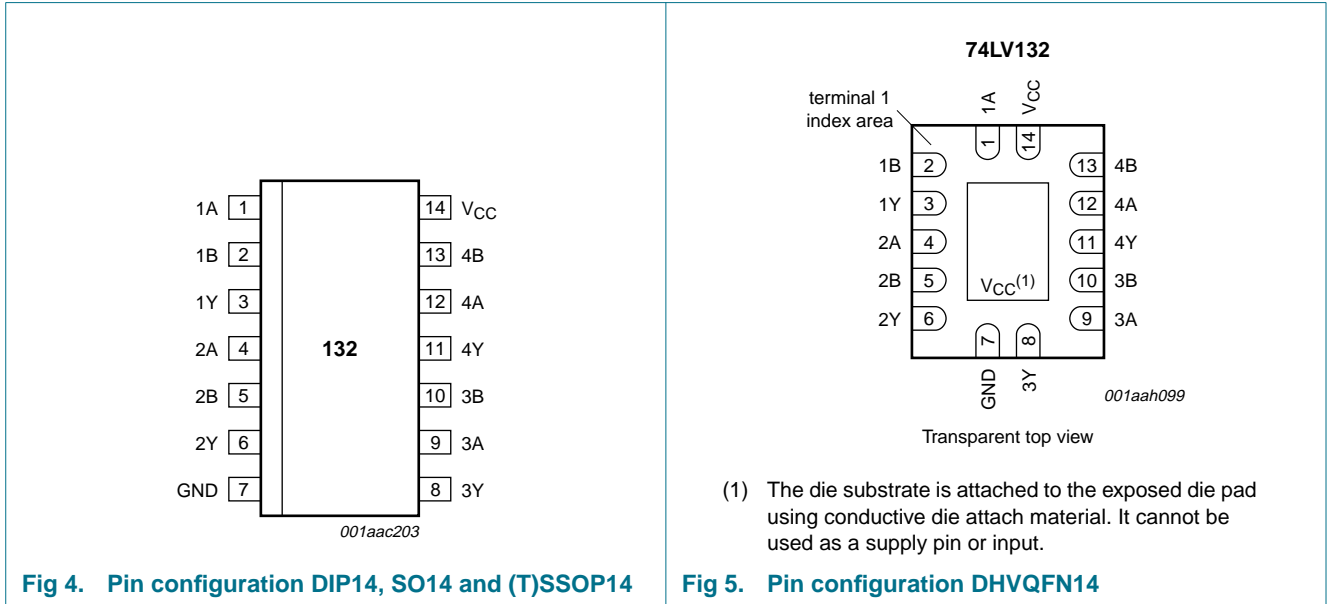 1A 1 14 VCC
1B 2 13 4B
1Y 3 12 4A
2A 4 132 11 4Y
2B 5 10 3B
2Y 6 9 3A
GND 7 8 3Y
001aac203
Fig 4. Pin configuration DIP14, SO14 and (T)SSOP14
74LV132
terminal 1
index area
1A VCC
1 14
1B 2 13 4B
1Y 3 12 4A
2A 4 11 4Y
2B 5 VCC(1) 10 3B
2Y 6 9 3A
7 8
GND 3Y
001aah099
Transparent top view
(1) The die substrate is attached to the exposed die pad
using conductive die attach material. It cannot be
used as a supply pin or input.
Fig 5. Pin configuration DHVQFN14